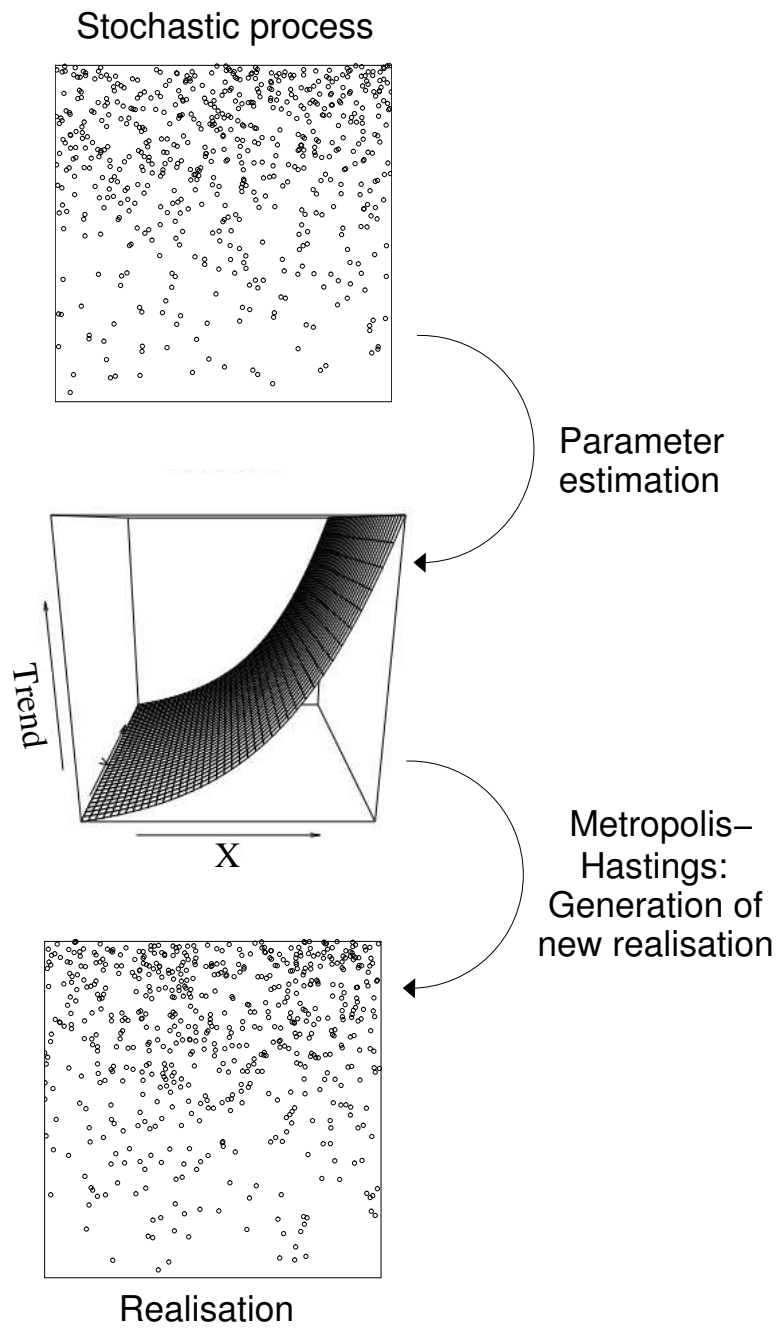 Stochastic process
Parameter
estimation
Trend
Y
X
Metropolis–
Hastings:
Generation of
new realisation
Realisation